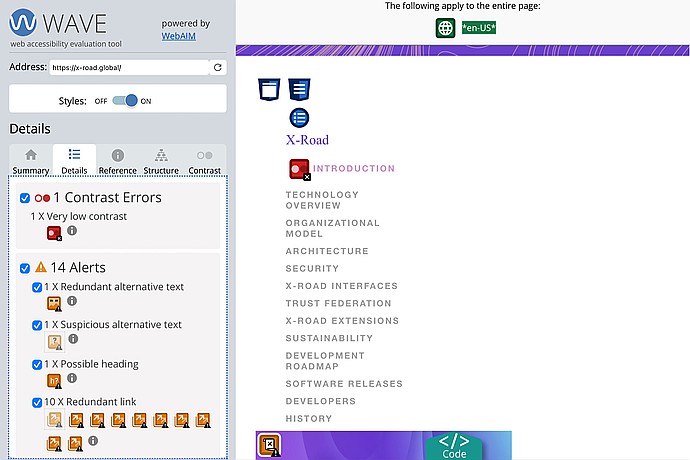 WAVE
web accessibility evaluation tool
powered by
WebAIM
Address: https://x-road.global/
Styles: OFF ON
Details
Summary Details Reference Structure Contrast
1 Contrast Errors
1 X Very low contrast
14 Alerts
1 X Redundant alternative text
1 X Suspicious alternative text
1 X Possible heading
h?
10 X Redundant link
The following apply to the entire page:
*en-US*
X-Road
INTRODUCTION
TECHNOLOGY
OVERVIEW
ORGANIZATIONAL
MODEL
ARCHITECTURE
SECURITY
X-ROAD INTERFACES
TRUST FEDERATION
X-ROAD EXTENSIONS
SUSTAINABILITY
DEVELOPMENT
ROADMAP
SOFTWARE RELEASES
DEVELOPERS
HISTORY
</>
Code